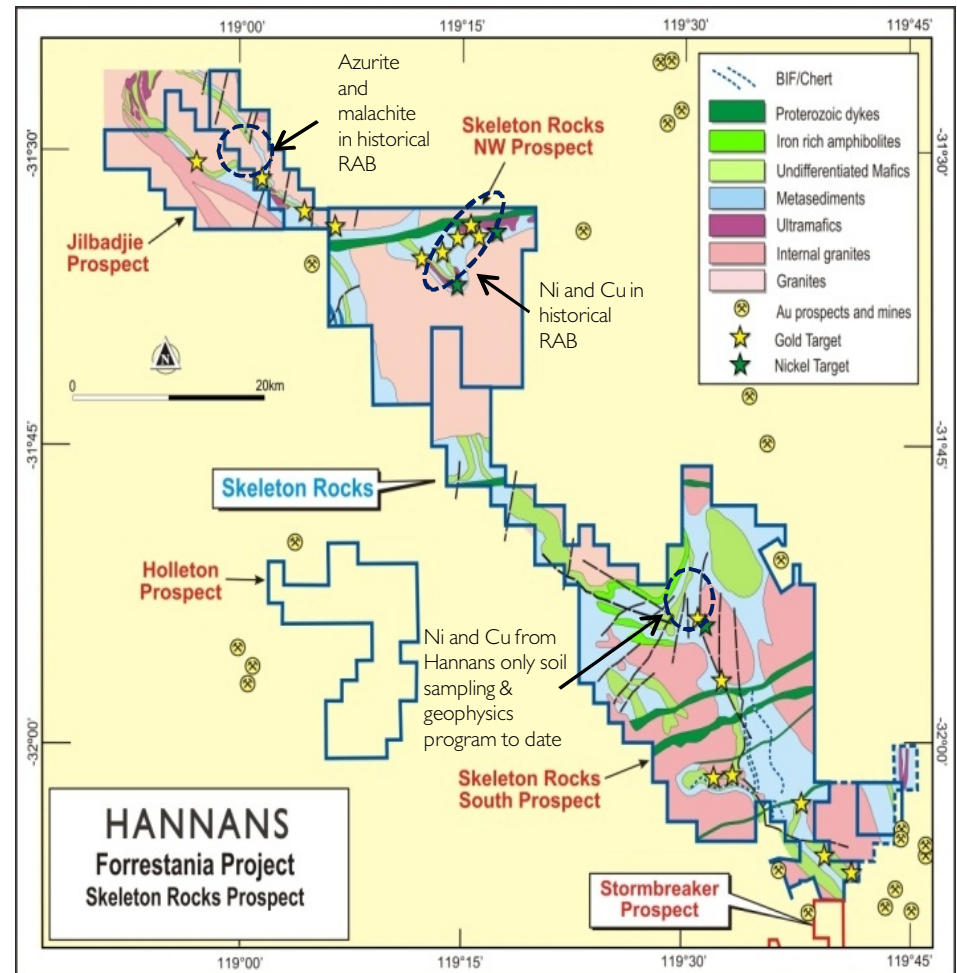 119°00'
119°15'
119°30'
119°45'
-31°30'
-31°45'
-32°00'
-31°30'
-31°45'
-32°00'
119°00'
119°15'
119°30'
119°45'
Azurite
and
malachite
in historical
RAB
Skeleton Rocks
NW Prospect
Jilbadjie
Prospect
Ni and Cu in
historical
RAB
BIF/Chert
Proterozoic dykes
Iron rich amphibolites
Undifferentiated Mafics
Metasediments
Ultramafics
Internal granites
Granites
Au prospects and mines
Gold Target
Nickel Target
N
0
20km
Skeleton Rocks
Holleton
Prospect
Ni and Cu from
Hannans only soil
sampling &
geophysics
program to date
Skeleton Rocks
South Prospect
Stormbreaker
Prospect
HANNANS
Forrestania Project
Skeleton Rocks Prospect